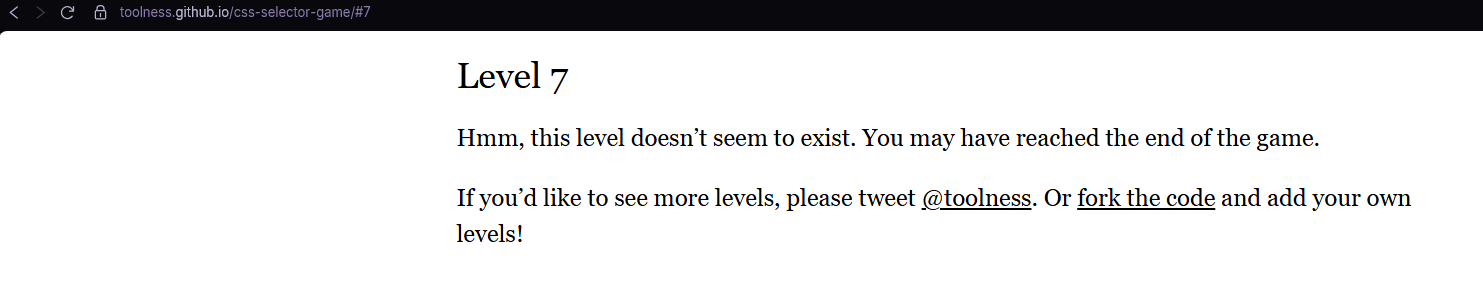 toolness.github.io/css-selector-game/#7
Level 7
Hmm, this level doesn’t seem to exist. You may have reached the end of the game.
If you’d like to see more levels, please tweet @toolness. Or fork the code and add your own
levels!